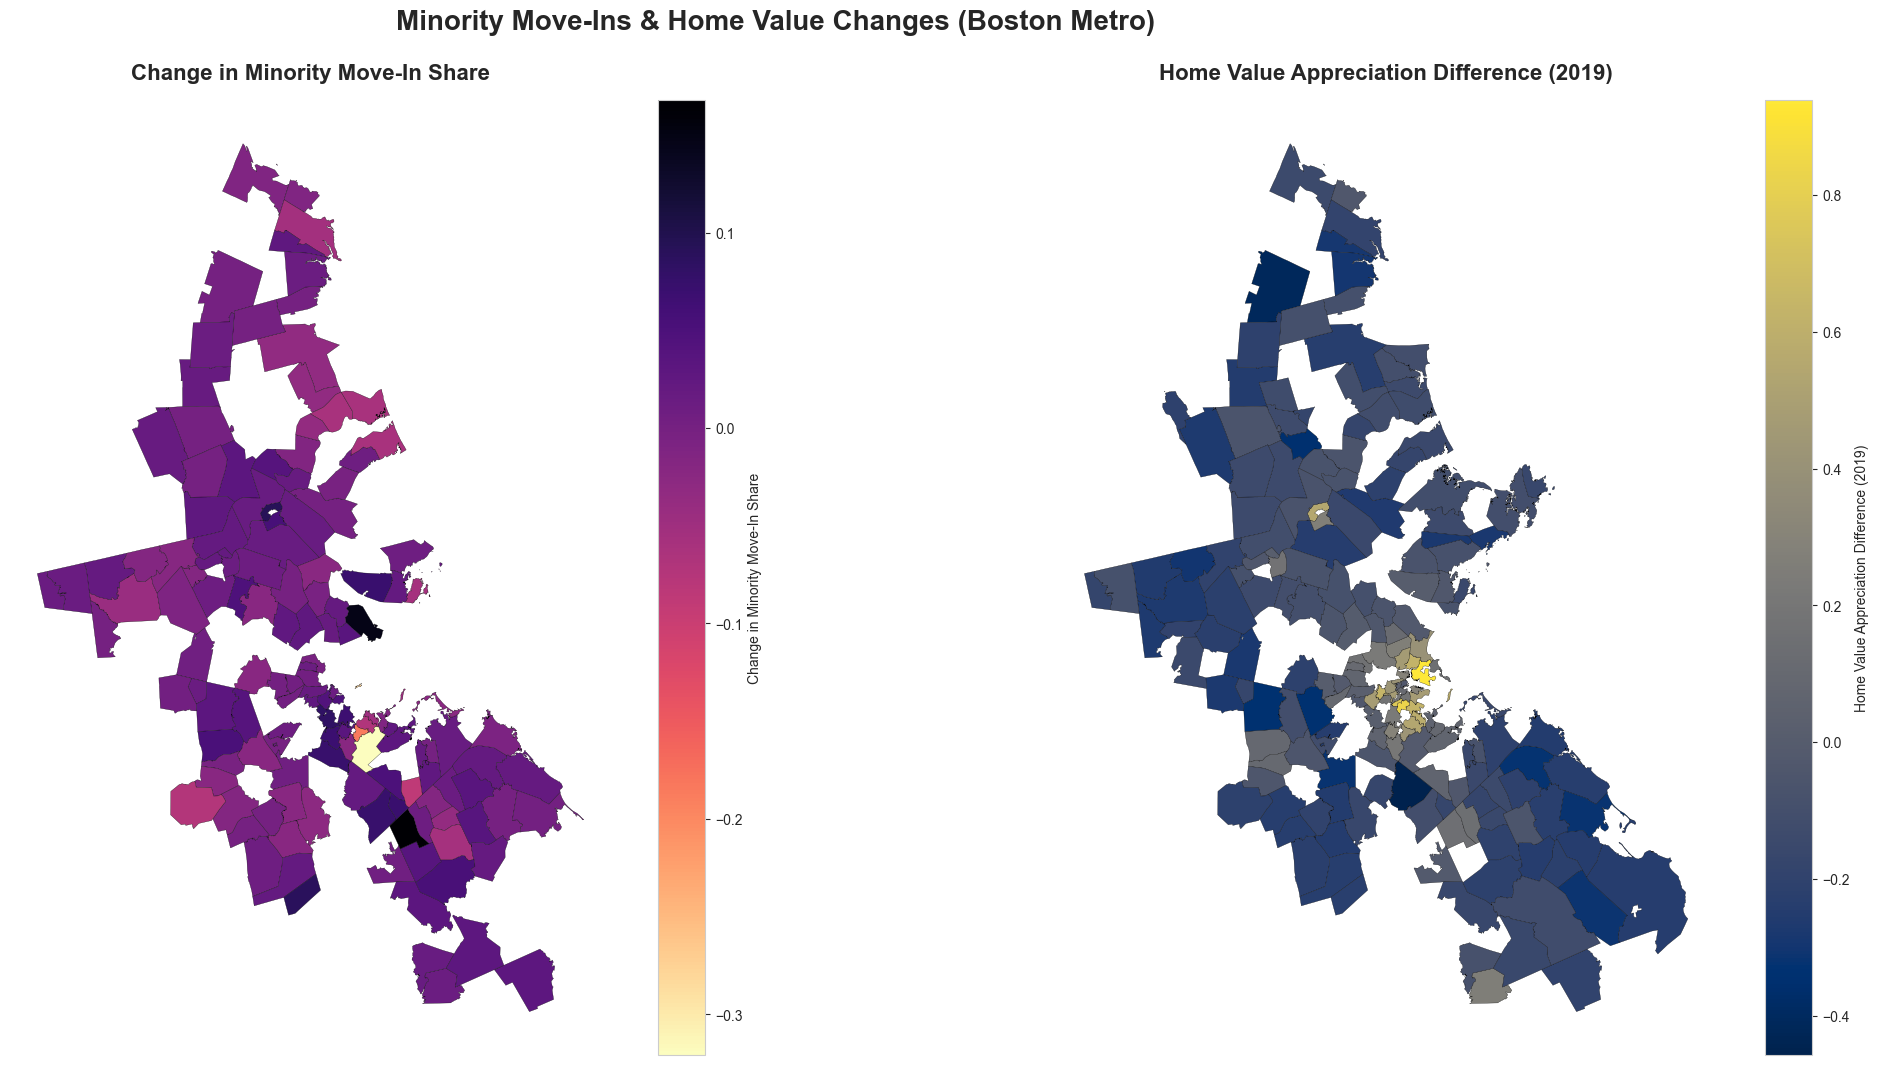 Minority Move-Ins & Home Value Changes (Boston Metro)
Change in Minority Move-In Share
0.1
0.0
−0.1
−0.2
−0.3
Change in Minority Move-In Share
Home Value Appreciation Difference (2019)
0.8
0.6
0.4
0.2
0.0
−0.2
−0.4
Home Value Appreciation Difference (2019)